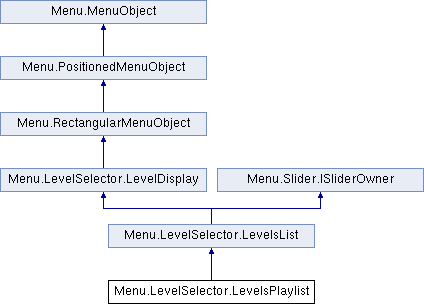 Menu.MenuObject
Menu.PositionedMenuObject
Menu.RectangularMenuObject
Menu.LevelSelector.LevelDisplay
Menu.Slider.ISliderOwner
Menu.LevelSelector.LevelsList
Menu.LevelSelector.LevelsPlaylist